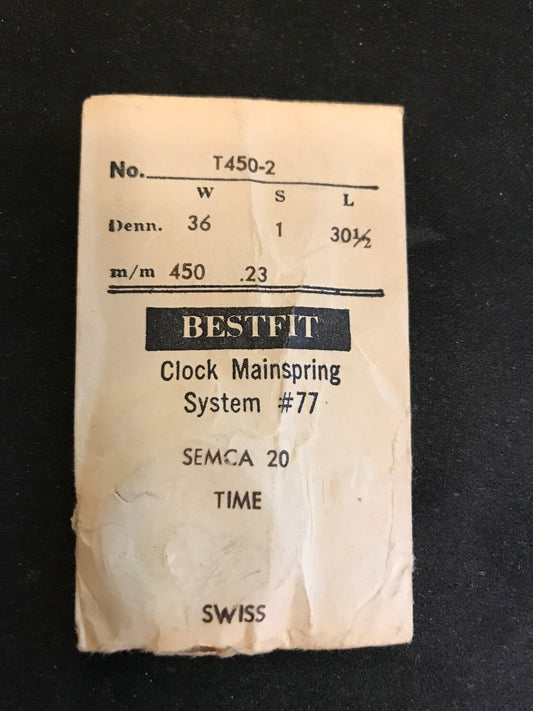 No. T450-2
W S L
Denn. 36 1 30½
m/m 450 .23
BESTFIT
Clock Mainspring
System #77
SEMCA 20
TIME
SWISS